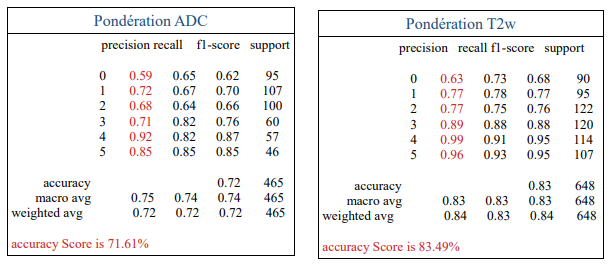 Pondération ADC
precision recall f1-score support
0 0.59 0.65 0.62 95
1 0.72 0.67 0.70 107
2 0.68 0.64 0.66 100
3 0.71 0.82 0.76 60
4 0.92 0.82 0.87 57
5 0.85 0.85 0.85 46
accuracy 0.72 465
macro avg 0.75 0.74 0.74 465
weighted avg 0.72 0.72 0.72 465
accuracy Score is 71.61%
Pondération T2w
precision recall f1-score support
0 0.63 0.73 0.68 90
1 0.77 0.78 0.77 95
2 0.77 0.75 0.76 122
3 0.89 0.88 0.88 120
4 0.99 0.91 0.95 114
5 0.96 0.93 0.95 107
accuracy 0.83 648
macro avg 0.83 0.83 0.83 648
weighted avg 0.84 0.83 0.84 648
accuracy Score is 83.49%